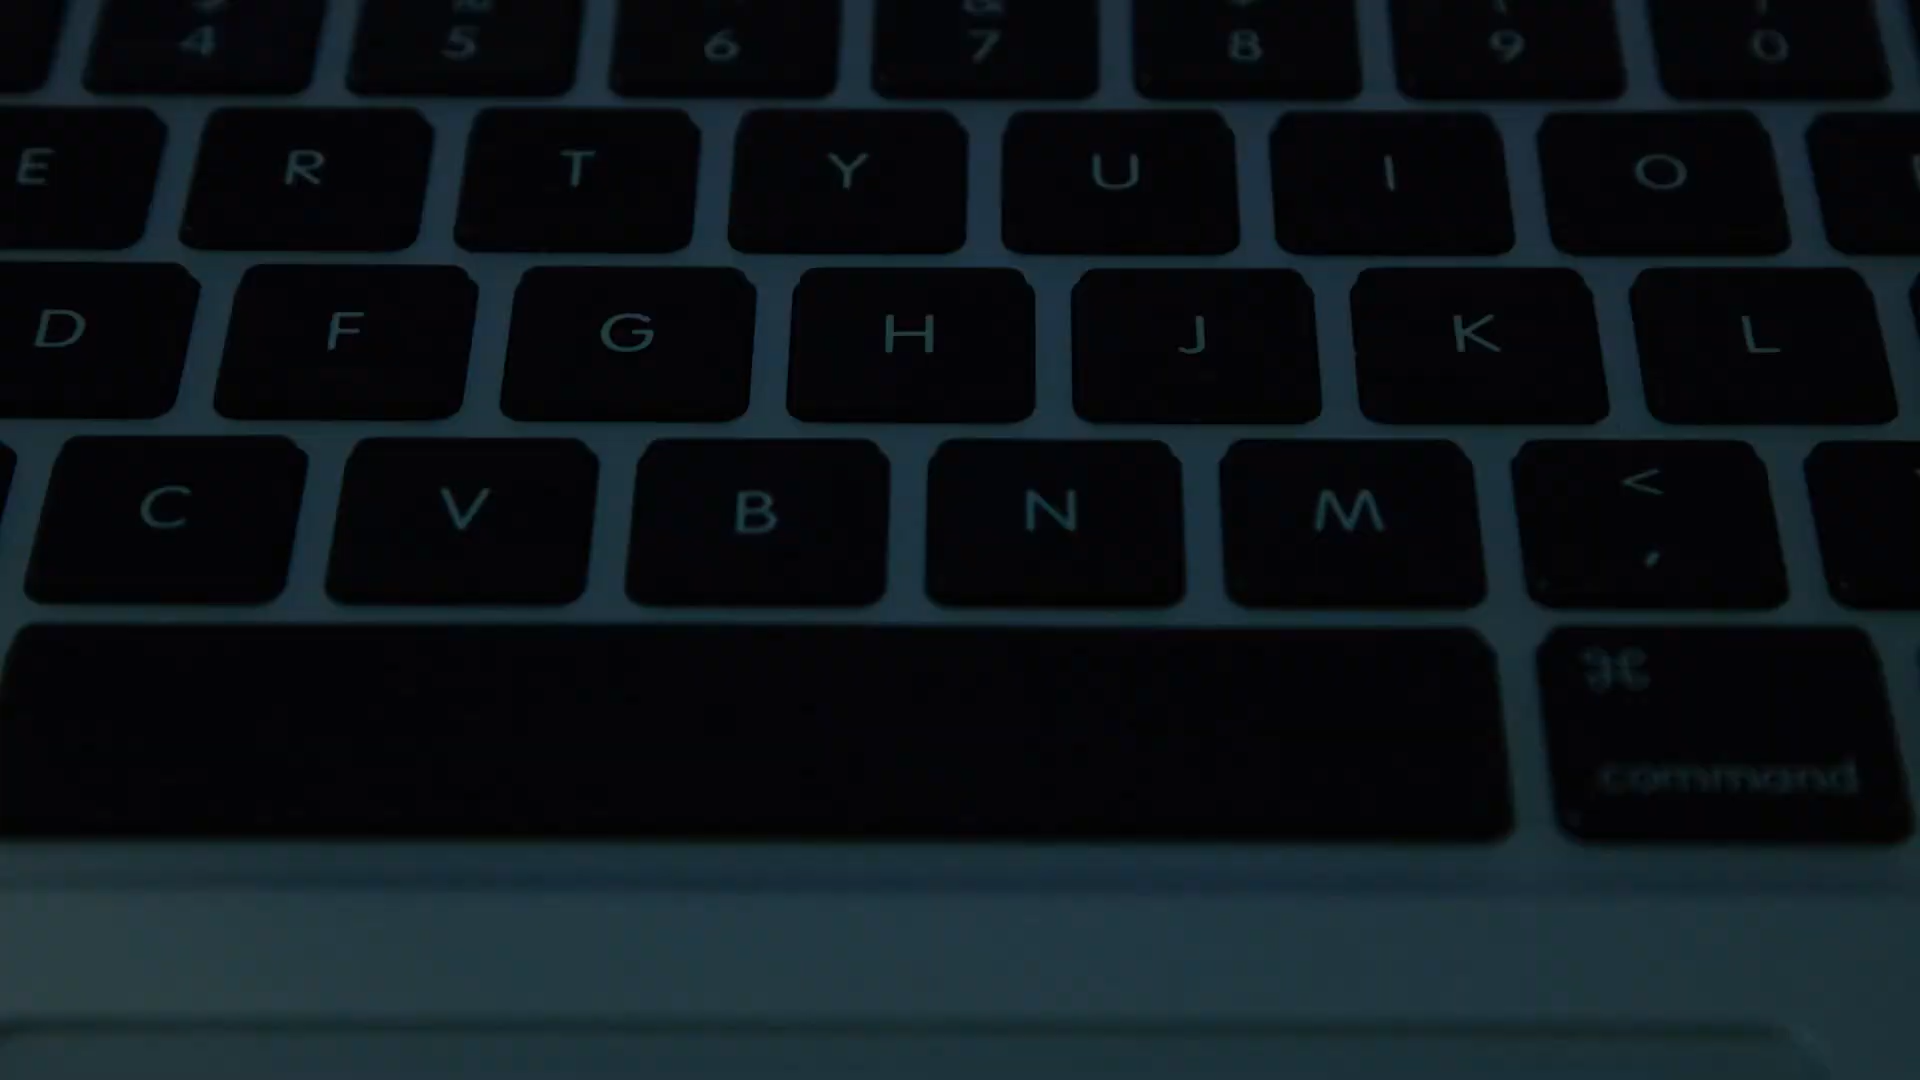 4 5 6 7 8 9 0
E R T Y U I O
D F G H J K L
C V B N M <
,
⌘
command